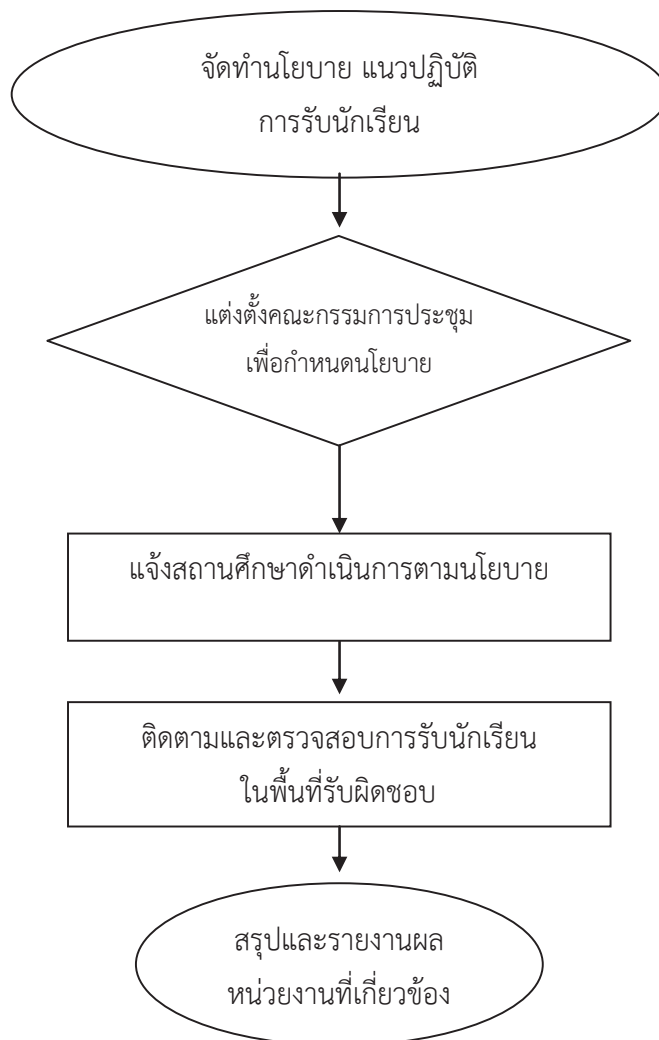 จัดทำนโยบาย แนวปฏิบัติ
การรับนักเรียน
แต่งตั้งคณะกรรมการประชุม
เพื่อกำหนดนโยบาย
แจ้งสถานศึกษาดำเนินการตามนโยบาย
ติดตามและตรวจสอบการรับนักเรียน
ในพื้นที่รับผิดชอบ
สรุปและรายงานผล
หน่วยงานที่เกี่ยวข้อง